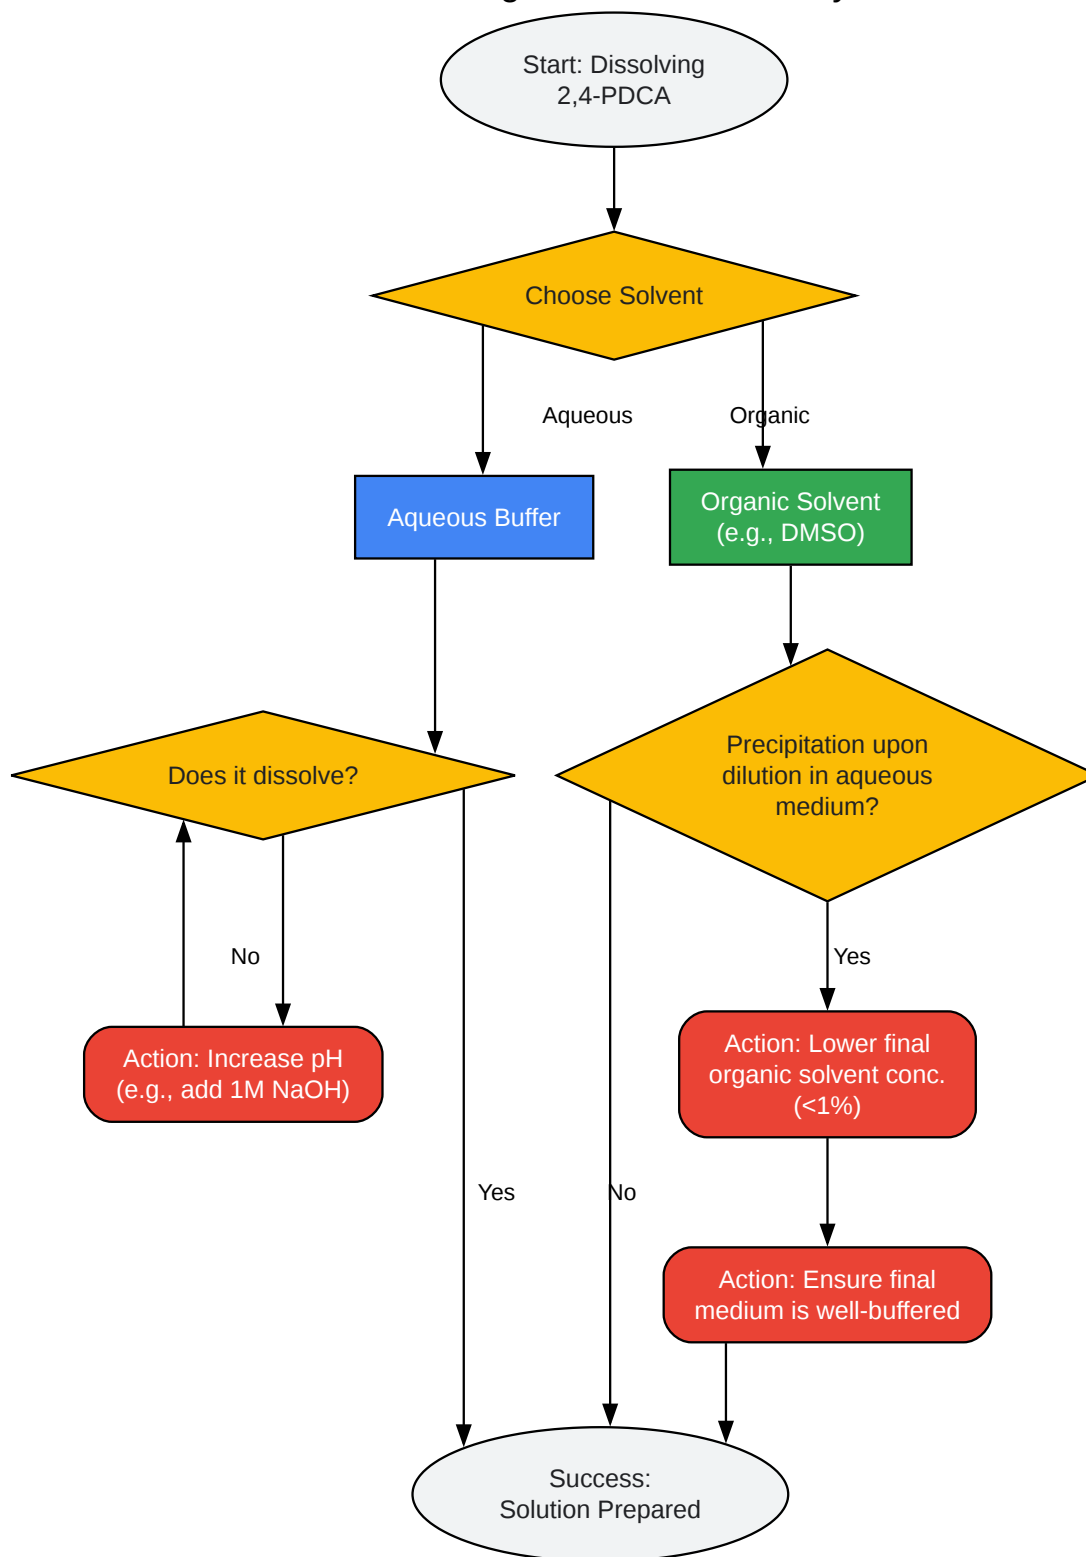 Start: Dissolving
2,4-PDCA
Choose Solvent
Aqueous
Organic
Aqueous Buffer
Organic Solvent
(e.g., DMSO)
Does it dissolve?
Precipitation upon
dilution in aqueous
medium?
No
Yes
Action: Increase pH
(e.g., add 1M NaOH)
Action: Lower final
organic solvent conc.
(<1%)
Yes
No
Action: Ensure final
medium is well-buffered
Success:
Solution Prepared